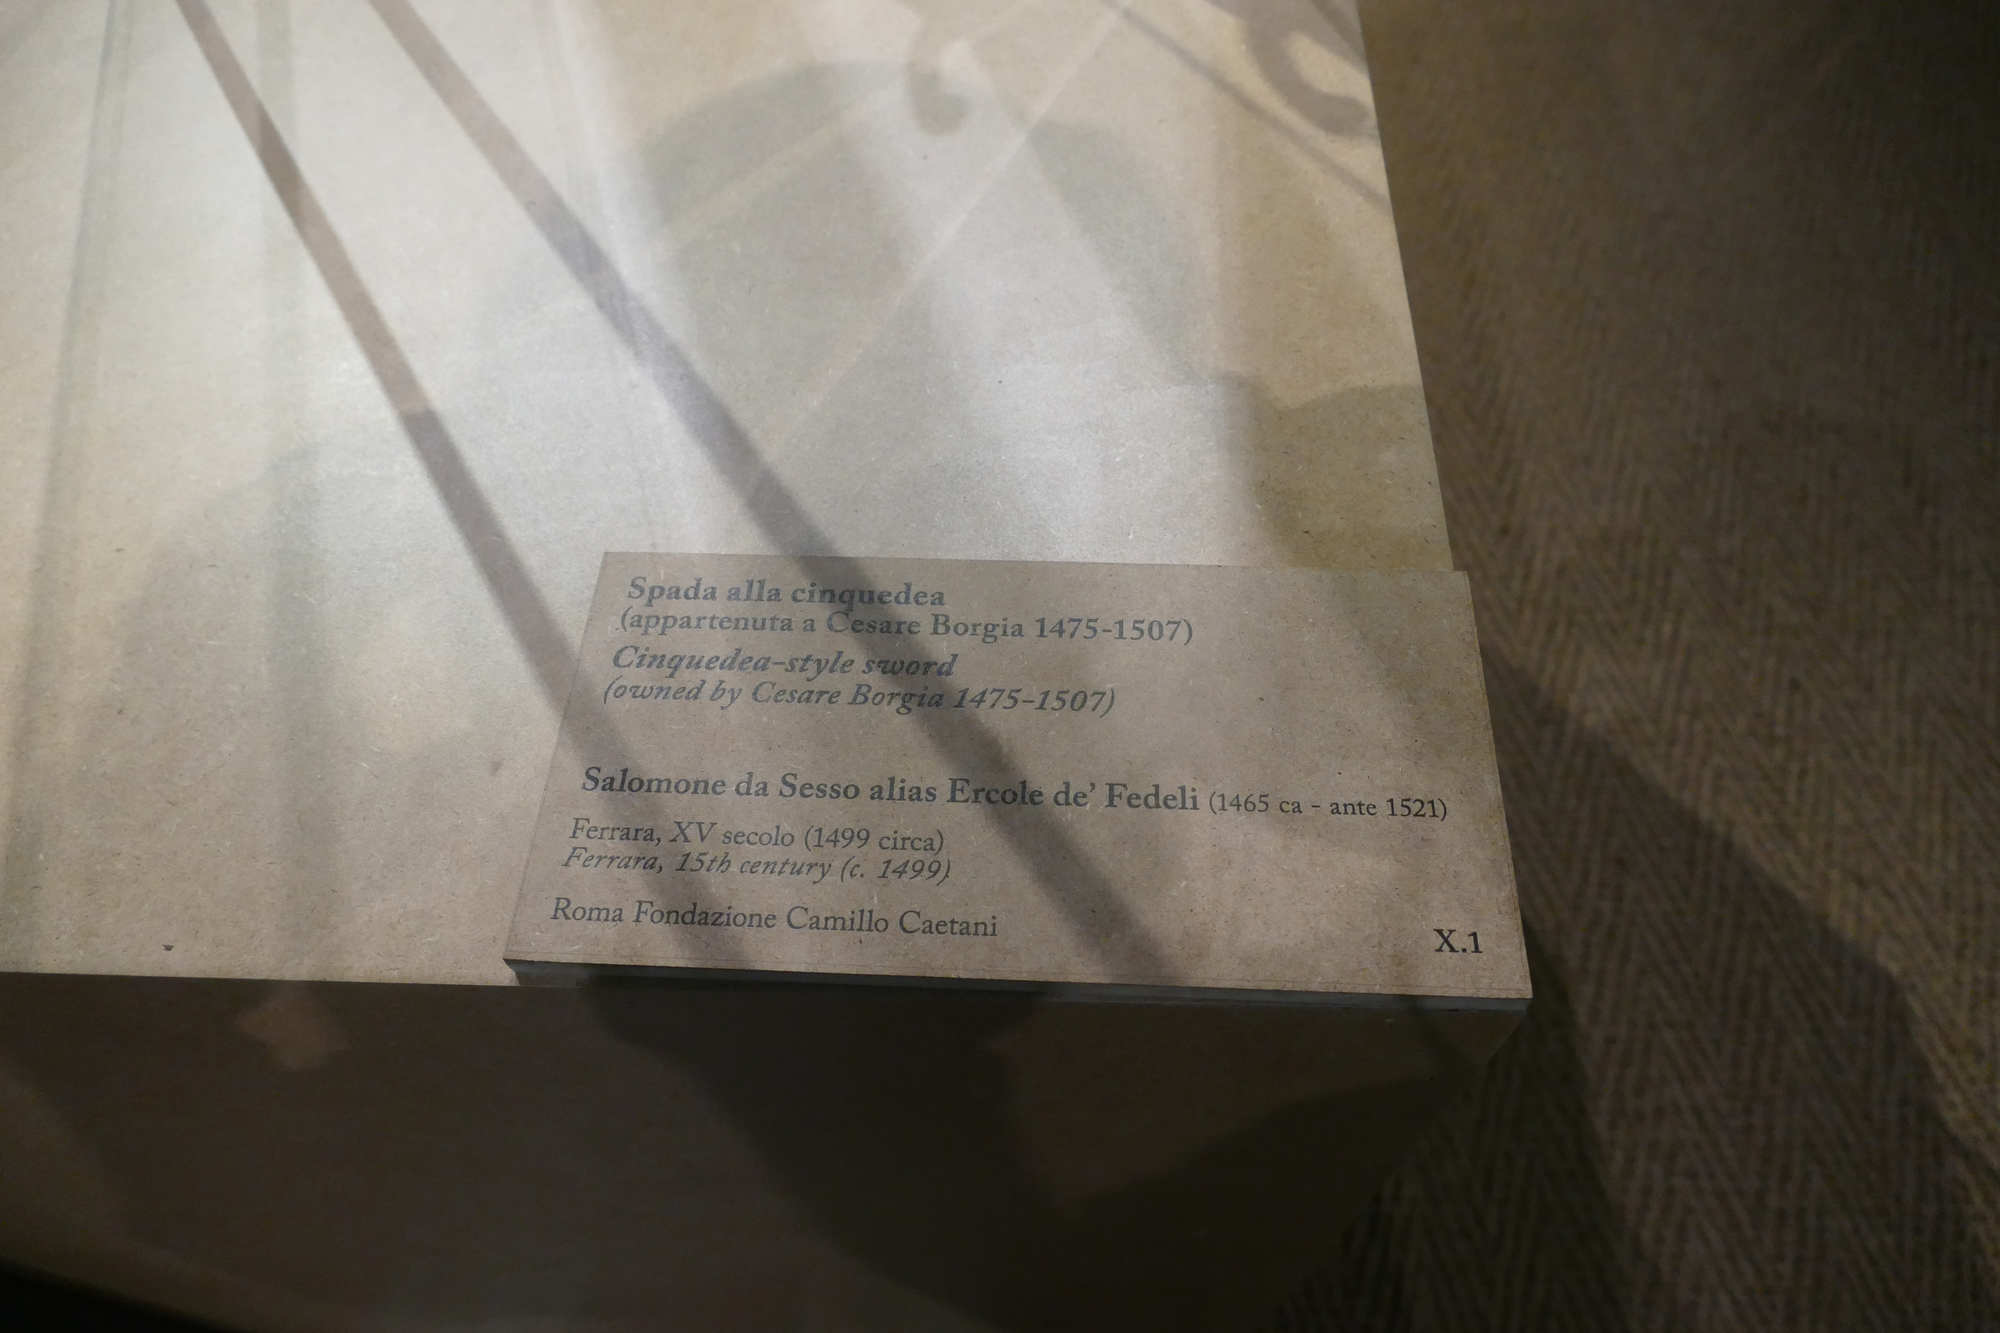 Spada alla cinquedea
(appartenuta a Cesare Borgia 1475-1507)
Cinquedea-style sword
(owned by Cesare Borgia 1475-1507)
Salomone da Sesso alias Ercole de’ Fedeli (1465 ca - ante 1521)
Ferrara, XV secolo (1499 circa)
Ferrara, 15th century (c. 1499)
Roma Fondazione Camillo Caetani
X.1